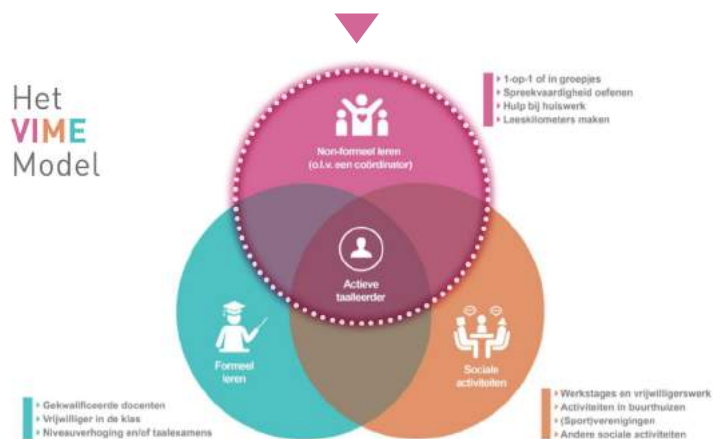 Het
VIME
Model
1-op-1 of in groepjes
Spreekvaardigheid oefenen
Hulp bij huiswerk
Leeskilometers maken
Non-formeel leren
(o.l.v. een coördinator)
Actieve
taalleerder
Formeel
leren
Sociale
activiteiten
Gekwalificeerde docenten
Vrijwilliger in de klas
Niveauverhoging en/of taalexamens
Werkstages en vrijwilligerswerk
Activiteiten in buurthuizen
(Sport)verenigingen
Andere sociale activiteiten